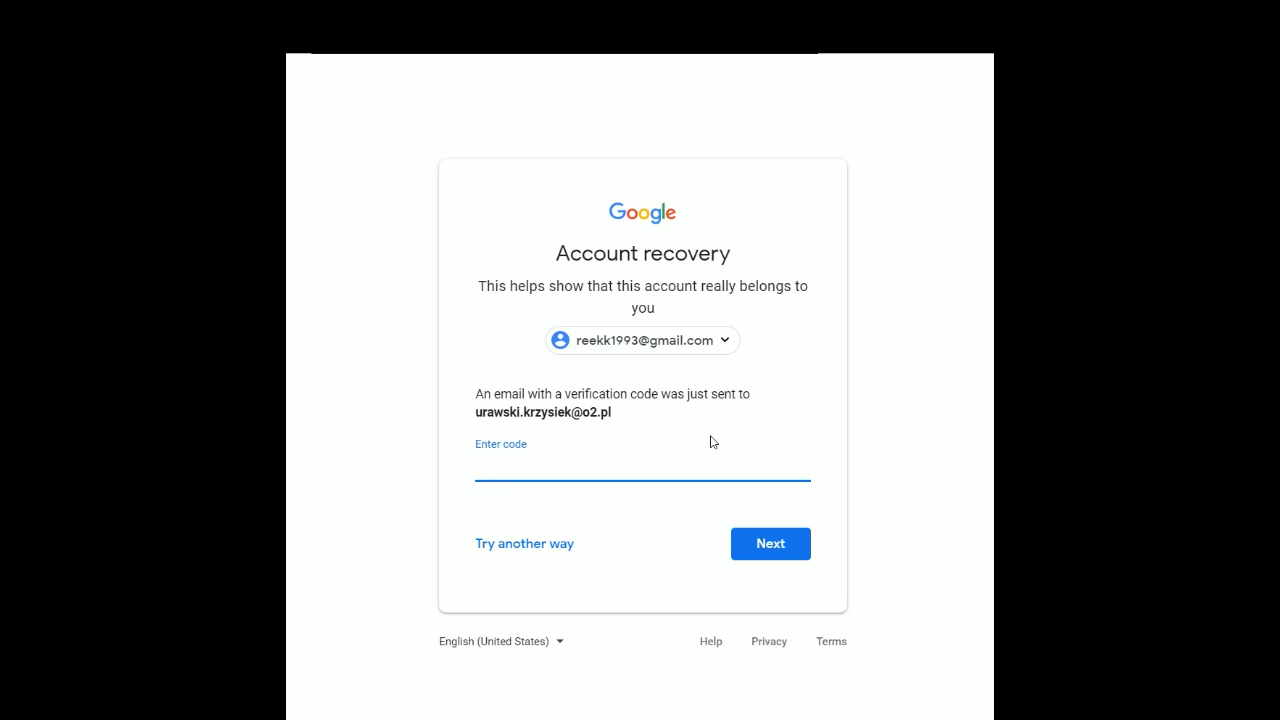 Google
Account recovery
This helps show that this account really belongs to
you
reekk1993@gmail.com
An email with a verification code was just sent to
urawski.krzysiek@o2.pl
Enter code
Try another way
Next
English (United States)
Help
Privacy
Terms